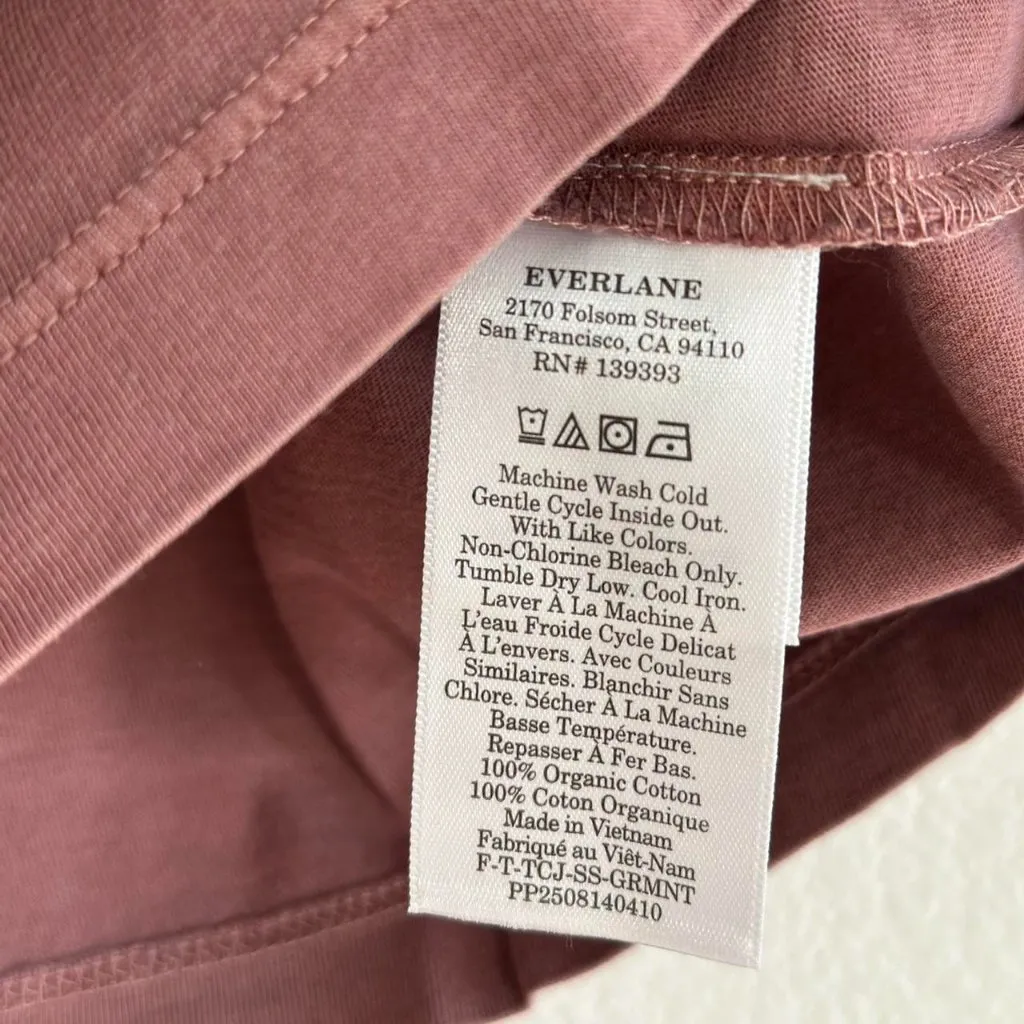 EVERLANE
2170 Folsom Street,
San Francisco, CA 94110
RN# 139393
Machine Wash Cold
Gentle Cycle Inside Out.
With Like Colors.
Non-Chlorine Bleach Only.
Tumble Dry Low. Cool Iron.
Laver À La Machine À
L'eau Froide Cycle Delicat
À L'envers. Avec Couleurs
Similaires. Blanchir Sans
Chlore. Sécher À La Machine
Basse Température.
Repasser À Fer Bas.
100% Organic Cotton
100% Coton Organique
Made in Vietnam
Fabriqué au Viêt-Nam
F-T-TCJ-SS-GRMNT
PP2508140410